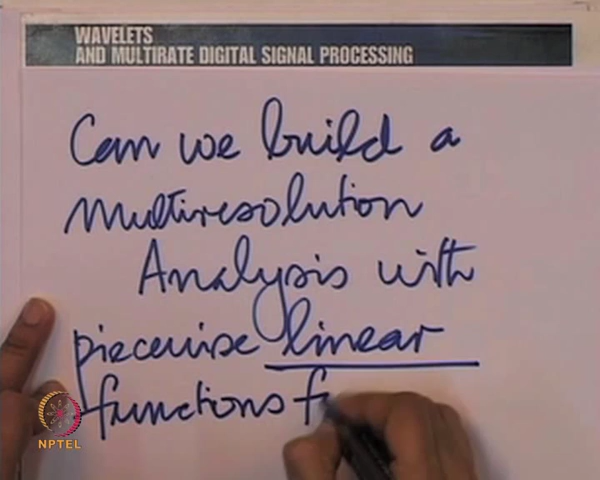 WAVELETS
AND MULTIRATE DIGITAL SIGNAL PROCESSING
Can we build a
Multiresolution
Analysis with
piecewise linear
functions f
NPTEL